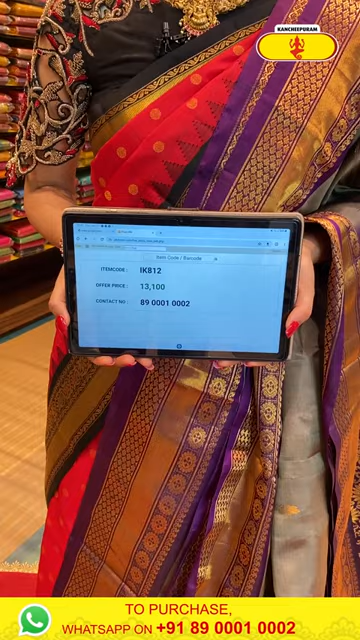 KANCHEEPURAM
Item Code / Barcode
ITEMCODE : IK812
OFFER PRICE : 13,100
CONTACT NO : 89 0001 0002
TO PURCHASE,
WHATSAPP ON +91 89 0001 0002